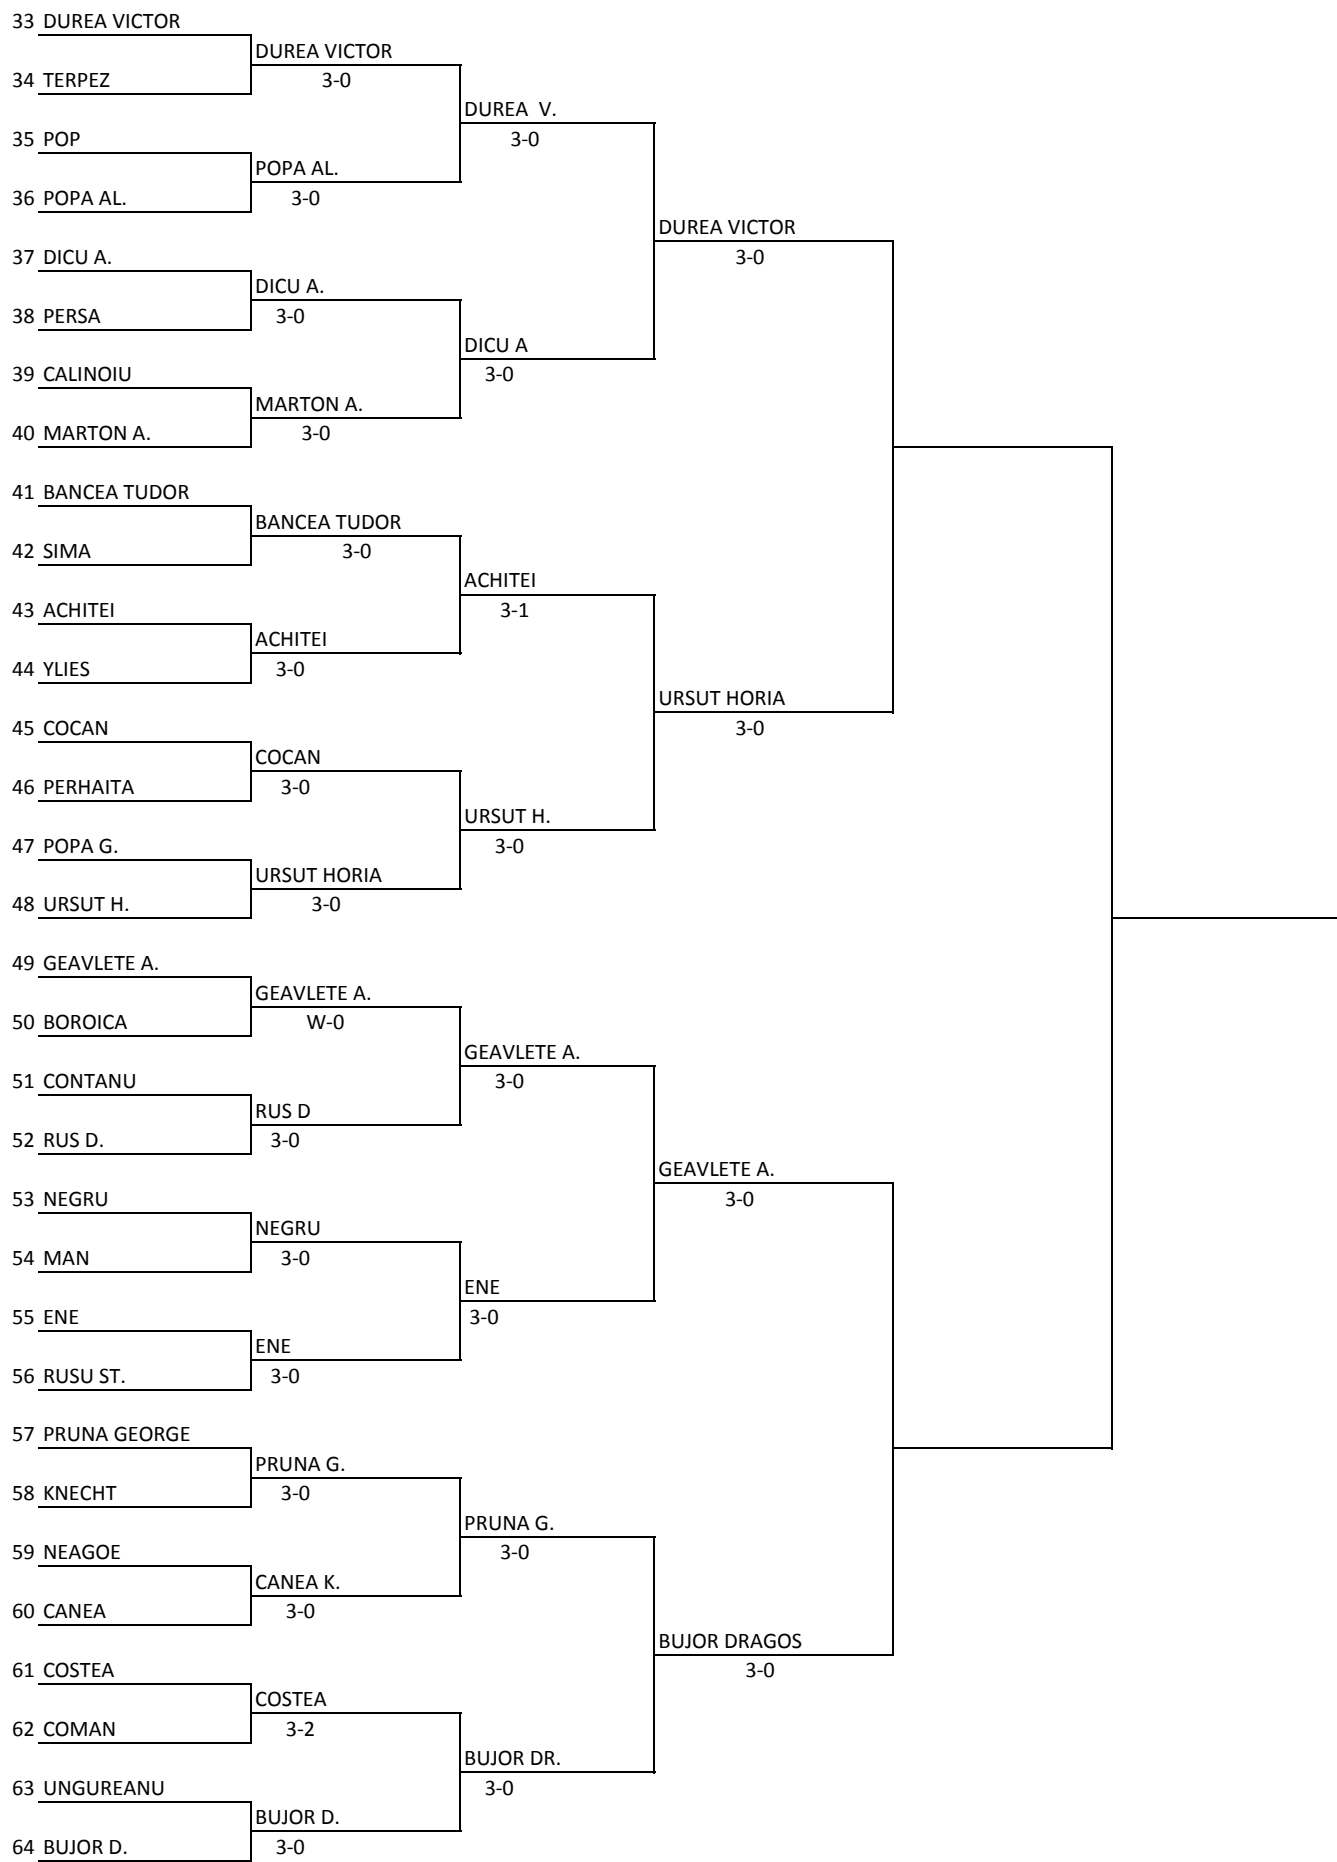 33 DUREA VICTOR
DUREA VICTOR
34 TERPEZ
3-0
DUREA V.
35 POP
3-0
POPA AL.
36 POPA AL.
3-0
DUREA VICTOR
37 DICU A.
3-0
DICU A.
38 PERSA
3-0
DICU A
39 CALINOIU
3-0
MARTON A.
40 MARTON A.
3-0
41 BANCEA TUDOR
BANCEA TUDOR
42 SIMA
3-0
ACHITEI
43 ACHITEI
3-1
ACHITEI
44 YLIES
3-0
URSUT HORIA
45 COCAN
3-0
COCAN
46 PERHAITA
3-0
URSUT H.
47 POPA G.
3-0
URSUT HORIA
48 URSUT H.
3-0
49 GEAVLETE A.
GEAVLETE A.
50 BOROICA
W-0
GEAVLETE A.
51 CONTANU
3-0
RUS D
52 RUS D.
3-0
GEAVLETE A.
53 NEGRU
3-0
NEGRU
54 MAN
3-0
ENE
55 ENE
3-0
ENE
56 RUSU ST.
3-0
57 PRUNA GEORGE
PRUNA G.
58 KNECHT
3-0
PRUNA G.
59 NEAGOE
3-0
CANEA K.
60 CANEA
3-0
BUJOR DRAGOS
61 COSTEA
3-0
COSTEA
62 COMAN
3-2
BUJOR DR.
63 UNGUREANU
3-0
BUJOR D.
64 BUJOR D.
3-0